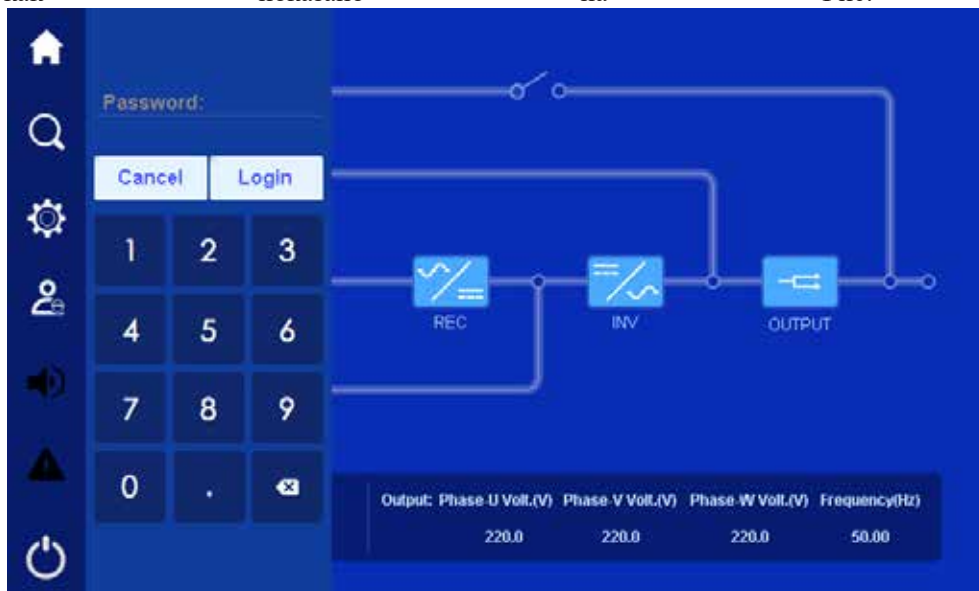 Password:
Cancel Login
1 2 3
4 5 6
7 8 9
0 .
REC INV OUTPUT
Output: Phase-U Volt.(V) Phase-V Volt.(V) Phase-W Volt.(V) Frequency(Hz)
220.0 220.0 220.0 50.00